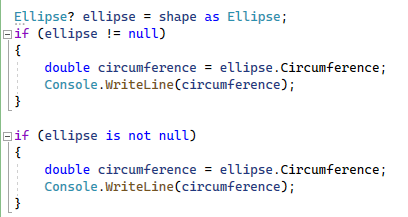 Ellipse? ellipse = shape as Ellipse;
if (ellipse != null)
{
    double circumference = ellipse.Circumference;
    Console.WriteLine(circumference);
}

if (ellipse is not null)
{
    double circumference = ellipse.Circumference;
    Console.WriteLine(circumference);
}